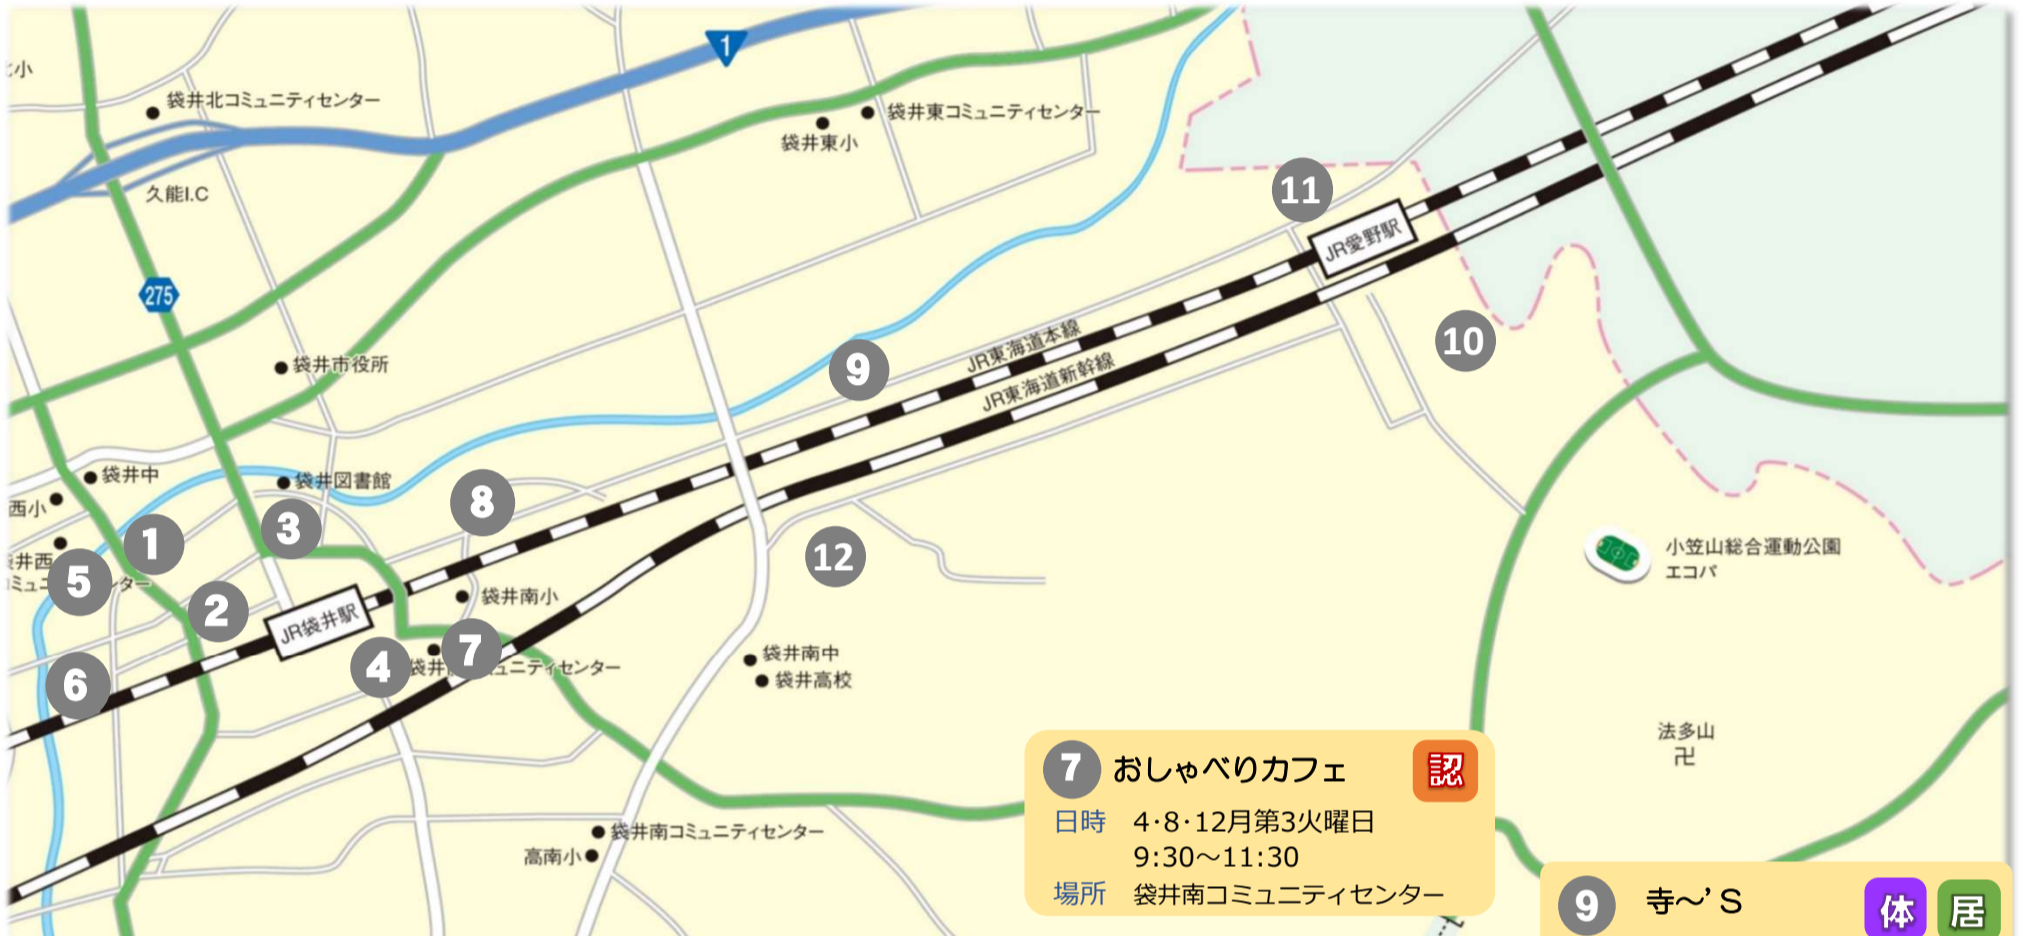 小
袋井北コミュニティセンター
1
袋井東コミュニティセンター
袋井東小
久能I.C
11
JR愛野駅
275
JR東海道本線
10
袋井市役所
9
JR東海道新幹線
袋井中
袋井図書館
西小
8
1
3
井西
12
小笠山総合運動公園
エコパ
5
ター
2
袋井南小
JR袋井駅
4
7
袋井
ュニティセンター
袋井南中
6
袋井高校
法多山
卍
7 おしゃべりカフェ 認
日時 4・8・12月第3火曜日
9:30～11:30
場所 袋井南コミュニティセンター
袋井南コミュニティセンター
高南小
9 寺～’S 体 居